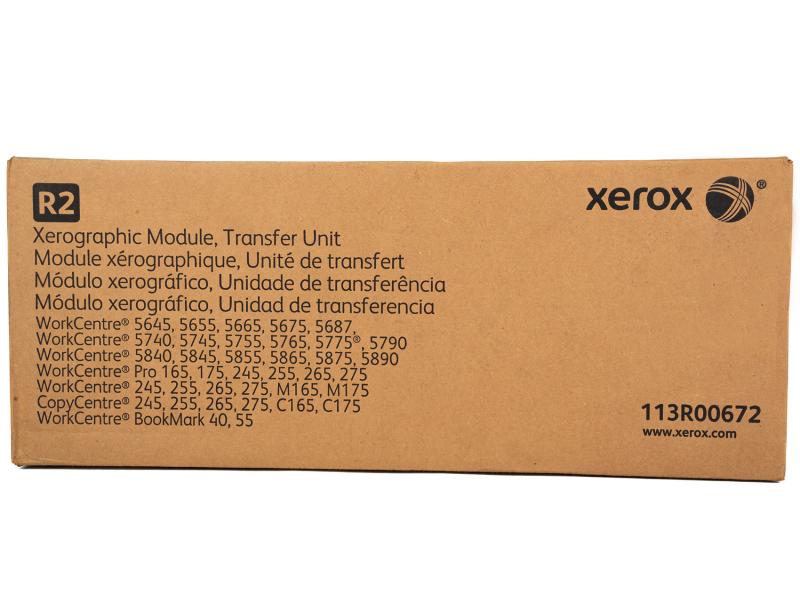 R2
xerox®
Xerographic Module, Transfer Unit
Module xérographique, Unité de transfert
Módulo xerográfico, Unidade de transferência
Módulo xerográfico, Unidad de transferencia
WorkCentre® 5645, 5655, 5665, 5675, 5687,
WorkCentre® 5740, 5745, 5755, 5765, 5775®, 5790
WorkCentre® 5840, 5845, 5855, 5865, 5875, 5890
WorkCentre® Pro 165, 175, 245, 255, 265, 275
WorkCentre® 245, 255, 265, 275, M165, M175
CopyCentre® 245, 255, 265, 275, C165, C175
WorkCentre® BookMark 40, 55
113R00672
www.xerox.com